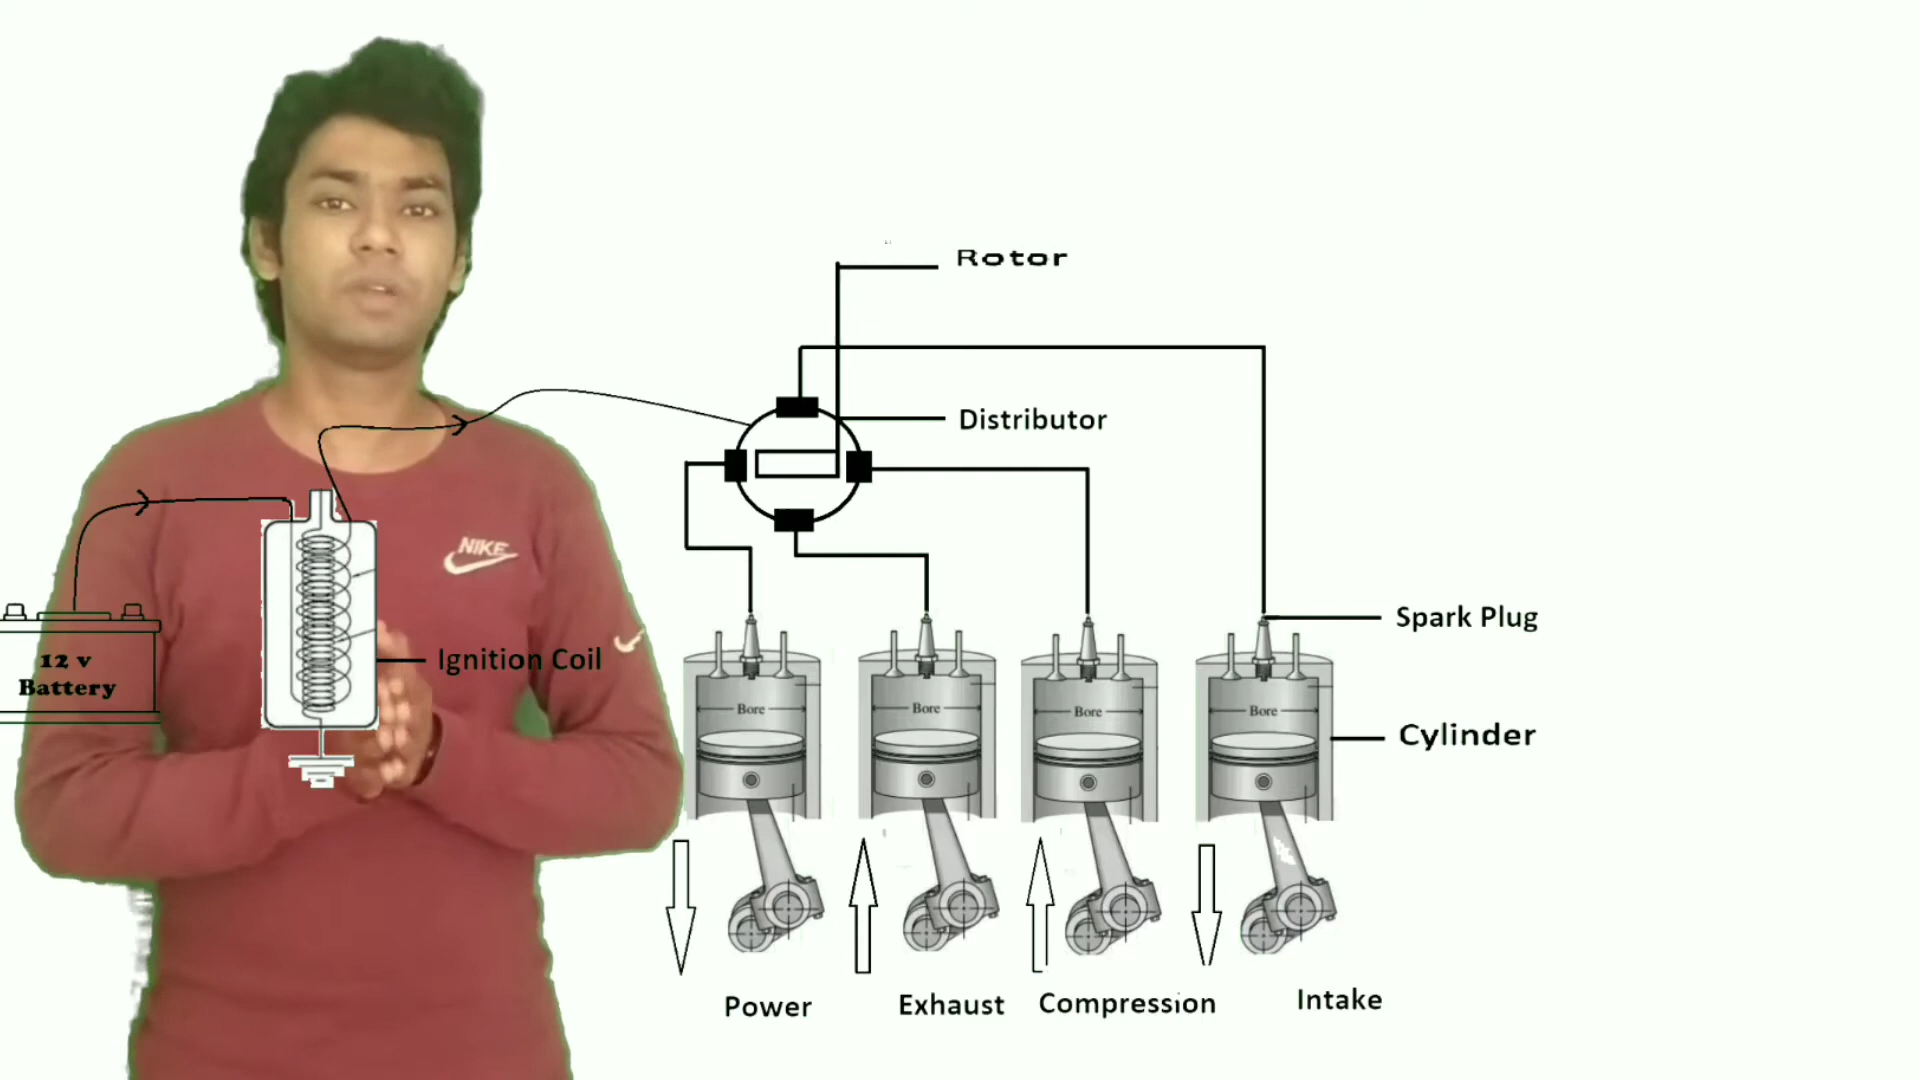 Rotor
Distributor
NIKE
12 v
Battery
Ignition Coil
Spark Plug
Bore
Bore
Bore
Bore
Cylinder
Power
Exhaust
Compression
Intake